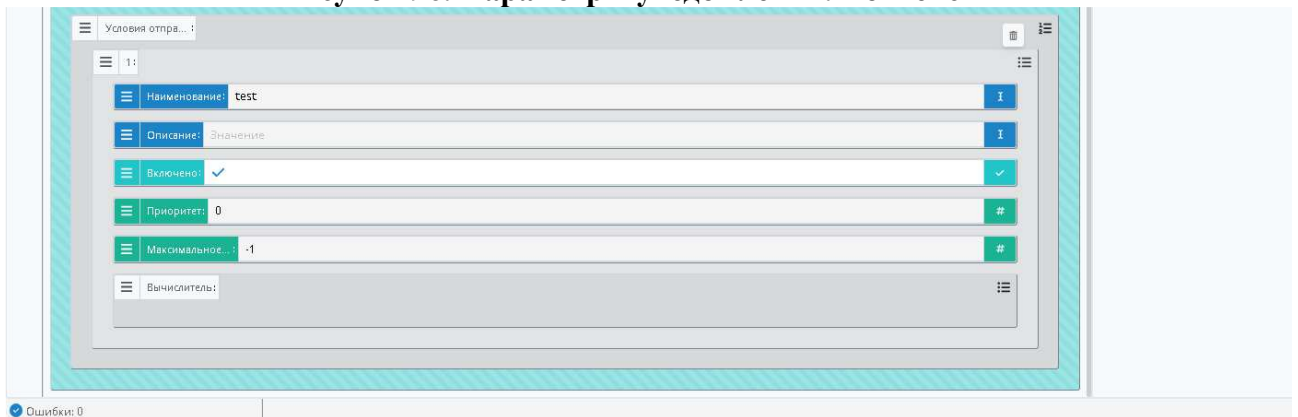 Условия отпра... :
1:
Наименование: test
Описание: Значение
Включено:
Приоритет: 0 #
Максимальное... : -1 #
Вычислитель:
Ошибки: 0